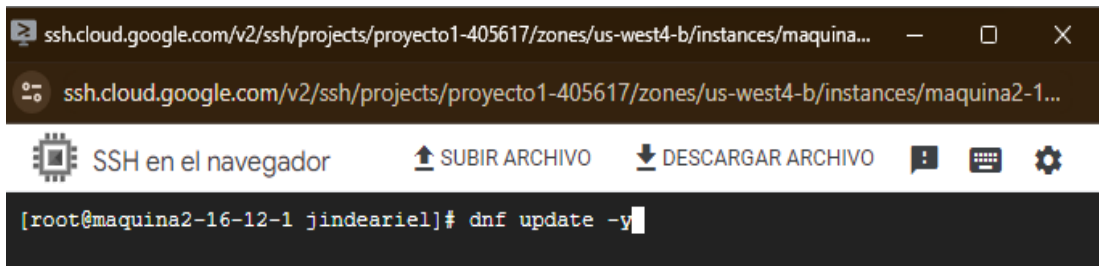 ssh.cloud.google.com/v2/ssh/projects/proyecto1-405617/zones/us-west4-b/instances/maquina...
ssh.cloud.google.com/v2/ssh/projects/proyecto1-405617/zones/us-west4-b/instances/maquina2-1...
SSH en el navegador SUBIR ARCHIVO DESCARGAR ARCHIVO
[root@maquina2-16-12-1 jindeariel]# dnf update -y